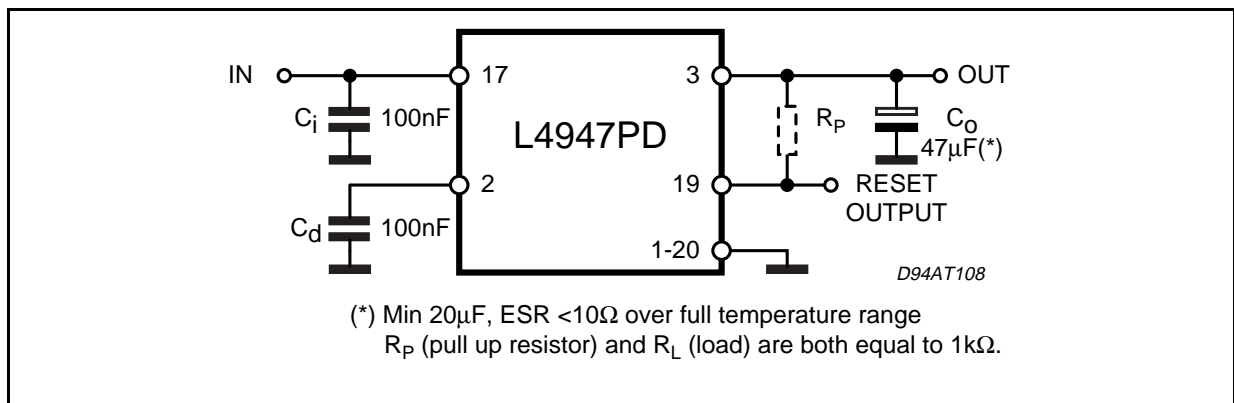 IN
17
3
OUT
C_i
100nF
L4947PD
R_P
C_o
47µF(*)
2
19
RESET
OUTPUT
C_d
100nF
1-20
D94AT108
(*) Min 20µF, ESR <10Ω over full temperature range
R_P (pull up resistor) and R_L (load) are both equal to 1kΩ.